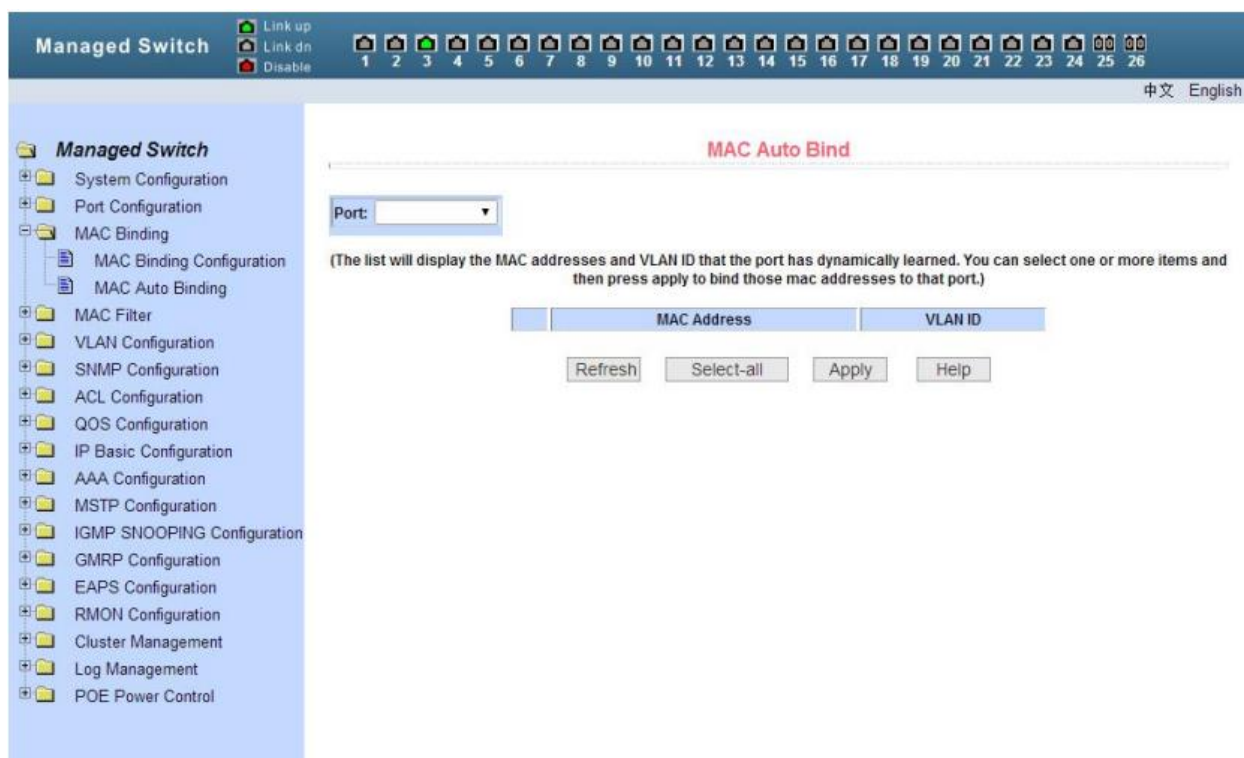 Managed Switch
Link up
Link dn
Disable
1 2 3 4 5 6 7 8 9 10 11 12 13 14 15 16 17 18 19 20 21 22 23 24 25 26
中文 English
Managed Switch
System Configuration
Port Configuration
MAC Binding
MAC Binding Configuration
MAC Auto Binding
MAC Filter
VLAN Configuration
SNMP Configuration
ACL Configuration
QOS Configuration
IP Basic Configuration
AAA Configuration
MSTP Configuration
IGMP SNOOPING Configuration
GMRP Configuration
EAPS Configuration
RMON Configuration
Cluster Management
Log Management
POE Power Control
MAC Auto Bind
Port:
(The list will display the MAC addresses and VLAN ID that the port has dynamically learned. You can select one or more items and
then press apply to bind those mac addresses to that port.)
MAC Address VLAN ID
Refresh Select-all Apply Help